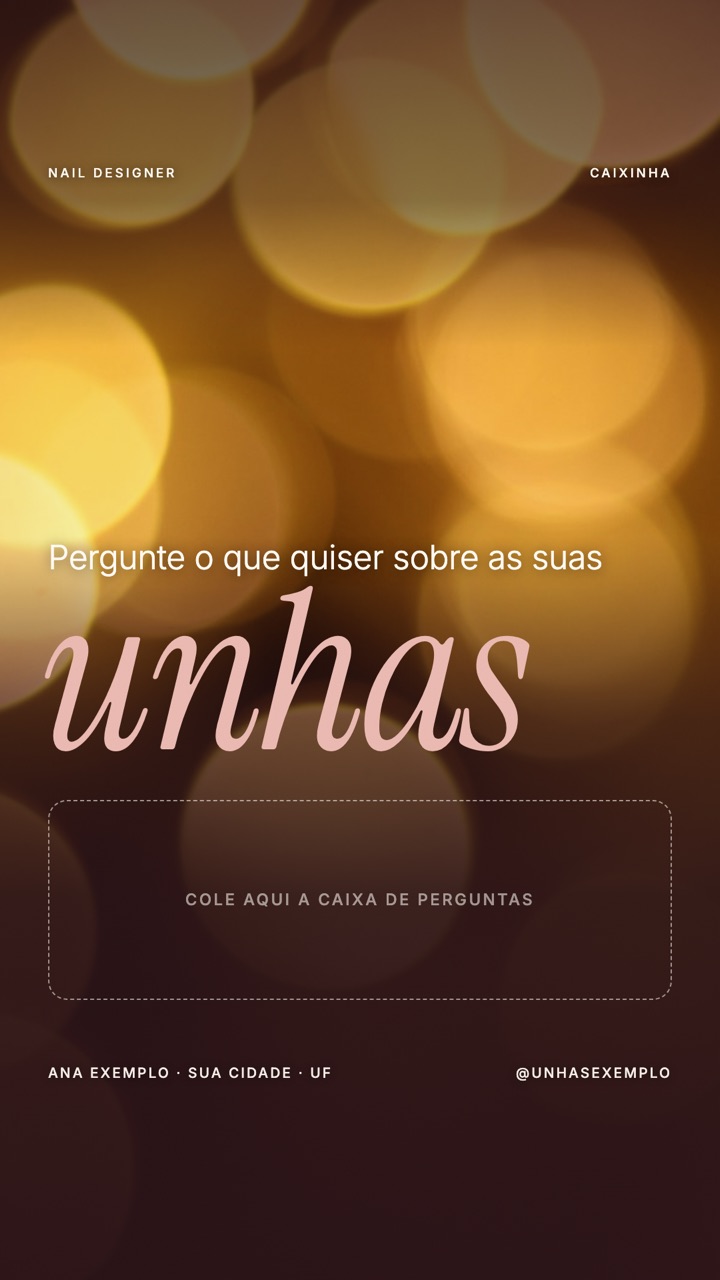 NAIL DESIGNER
CAIXINHA
Pergunte o que quiser sobre as suas
unhas
COLE AQUI A CAIXA DE PERGUNTAS
ANA EXEMPLO · SUA CIDADE · UF
@UNHASEXEMPLO